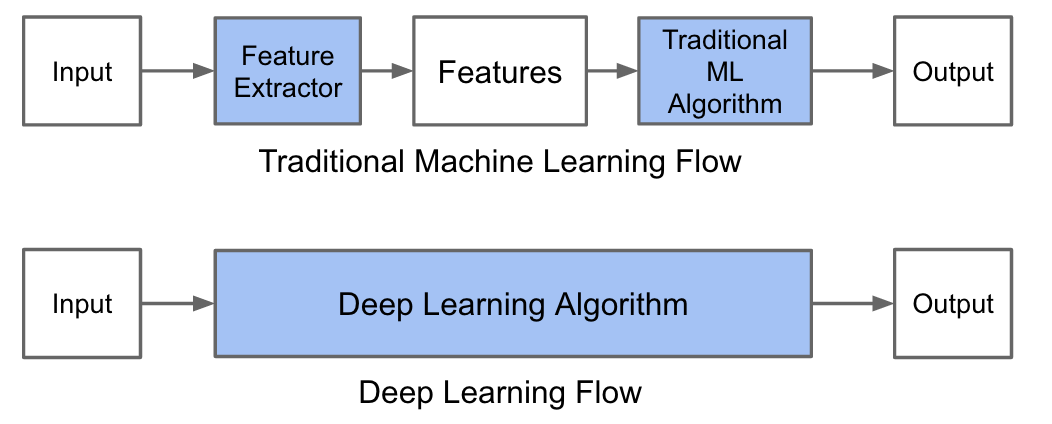 Input
Feature
Extractor
Features
Traditional
ML
Algorithm
Output
Traditional Machine Learning Flow
Input
Deep Learning Algorithm
Output
Deep Learning Flow